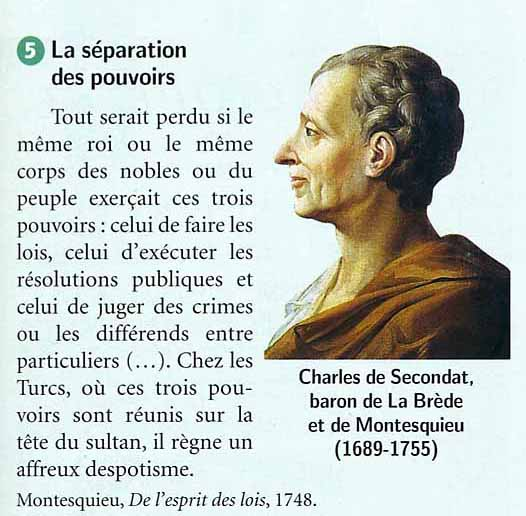 5 La séparation
des pouvoirs
Tout serait perdu si le
même roi ou le même
corps des nobles ou du
peuple exerçait ces trois
pouvoirs : celui de faire les
lois, celui d'exécuter les
résolutions publiques et
celui de juger des crimes
ou les différends entre
particuliers (…). Chez les
Turcs, où ces trois pou-
voirs sont réunis sur la
tête du sultan, il règne un
affreux despotisme.
Montesquieu, De l'esprit des lois, 1748.
Charles de Secondat,
baron de La Brède
et de Montesquieu
(1689-1755)